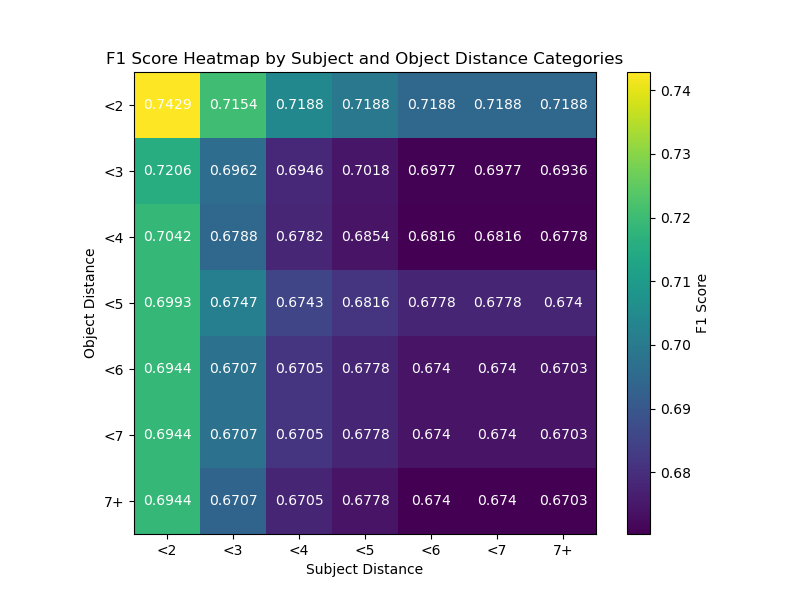 F1 Score Heatmap by Subject and Object Distance Categories
<2 0.7429 0.7154 0.7188 0.7188 0.7188 0.7188 0.7188
<3 0.7206 0.6962 0.6946 0.7018 0.6977 0.6977 0.6936
<4 0.7042 0.6788 0.6782 0.6854 0.6816 0.6816 0.6778
<5 0.6993 0.6747 0.6743 0.6816 0.6778 0.6778 0.674
<6 0.6944 0.6707 0.6705 0.6778 0.674 0.674 0.6703
<7 0.6944 0.6707 0.6705 0.6778 0.674 0.674 0.6703
7+ 0.6944 0.6707 0.6705 0.6778 0.674 0.674 0.6703
<2 <3 <4 <5 <6 <7 7+
Subject Distance
Object Distance
0.74
0.73
0.72
0.71
0.70
0.69
0.68
F1 Score